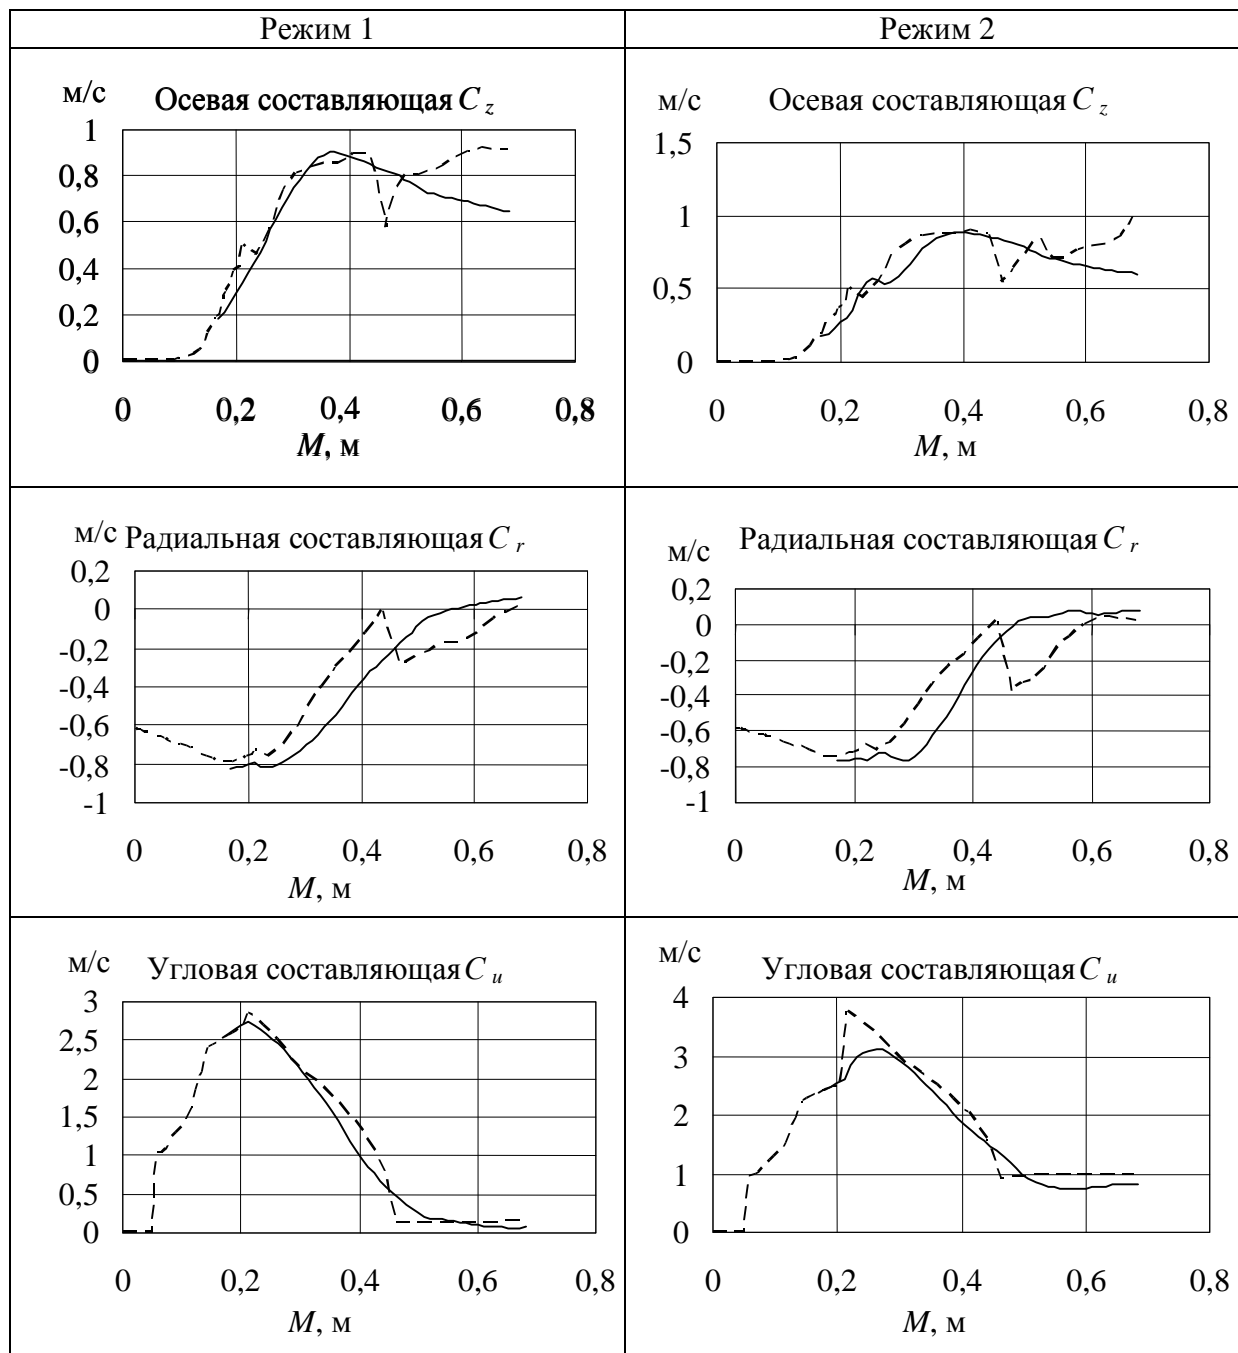 Режим 1
Режим 2
м/с Осевая составляющая C z
1
0,8
0,6
0,4
0,2
0
0 0,2 0,4 0,6 0,8
M, м
м/с Осевая составляющая C z
1,5
1
0,5
0
0 0,2 0,4 0,6 0,8
M, м
м/с Радиальная составляющая C r
0,2
0
-0,2
-0,4
-0,6
-0,8
-1
0 0,2 0,4 0,6 0,8
M, м
м/с Радиальная составляющая C r
0,2
0
-0,2
-0,4
-0,6
-0,8
-1
0 0,2 0,4 0,6 0,8
M, м
м/с Угловая составляющая C u
3
2,5
2
1,5
1
0,5
0
0 0,2 0,4 0,6 0,8
M, м
м/с Угловая составляющая C u
4
3
2
1
0
0 0,2 0,4 0,6 0,8
M, м